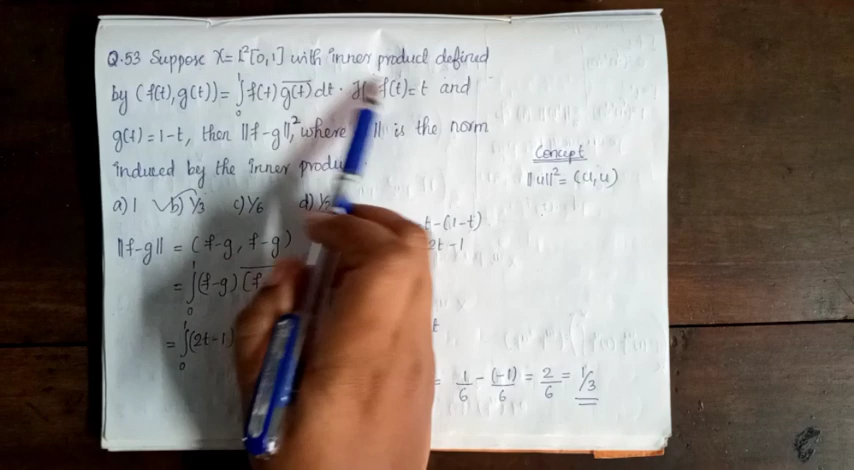 Q.53 Suppose X = L²[0,1] with inner product defined
by (f(t), g(t)) = ∫₀¹ f(t) \overline{g(t)} dt. f(t) = t and
g(t) = 1-t, then ||f-g||², where || is the norm
induced by the inner
Concept
||u||² = (u,u)
a) 1 b) 1/3 c) 1/6 d)
||f-g|| = (f-g, f-g)
t-(1-t)
2t-1
= ∫₀¹ (f-g)
= ∫₀¹ (2t-1)
t
= 1/6 - (-1)/6 = 2/6 = 1/3